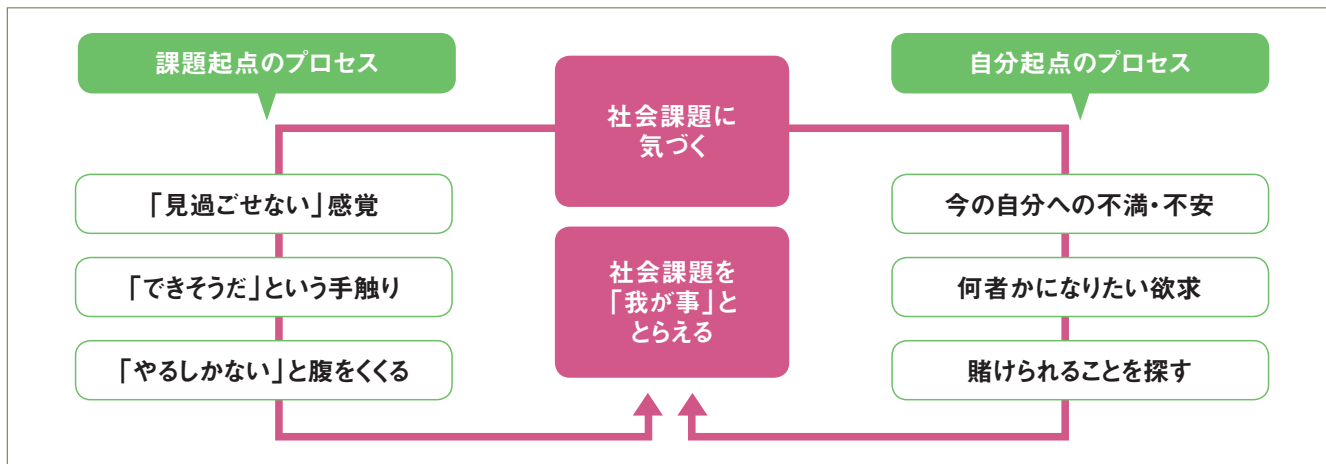 課題起点のプロセス
「見過ごせない」感覚
「できそうだ」という手触り
「やるしかない」と腹をくくる
社会課題に
気づく
社会課題を
「我が事」と
とらえる
自分起点のプロセス
今の自分への不満・不安
何者かになりたい欲求
賭けられることを探す